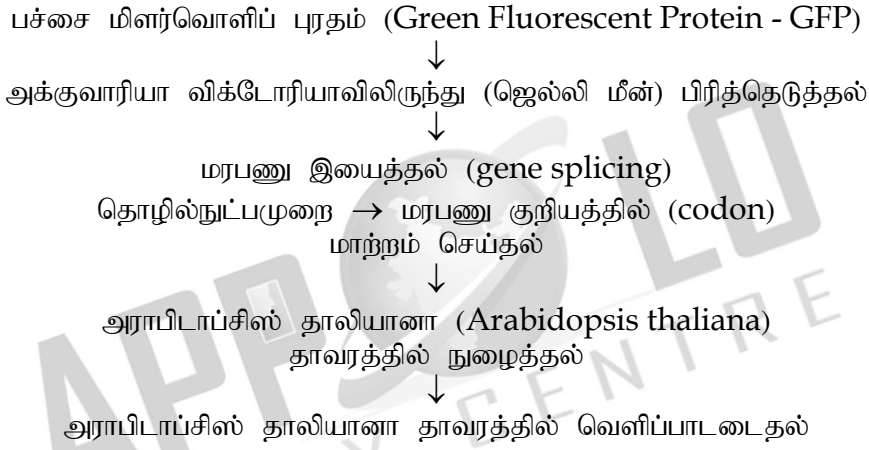 பச்சை மிளர்வொளிப் புரதம் (Green Fluorescent Protein - GFP)
↓
அக்குவாரியா விக்டோரியாவிலிருந்து (ஜெல்லி மீன்) பிரித்தெடுத்தல்
↓
மரபணு இயைத்தல் (gene splicing)
தொழில்நுட்பமுறை → மரபணு குறியத்தில் (codon)
மாற்றம் செய்தல்
↓
அராபிடாப்சிஸ் தாலியானா (Arabidopsis thaliana)
தாவரத்தில் நுழைத்தல்
↓
அராபிடாப்சிஸ் தாலியானா தாவரத்தில் வெளிப்பாடடைதல்